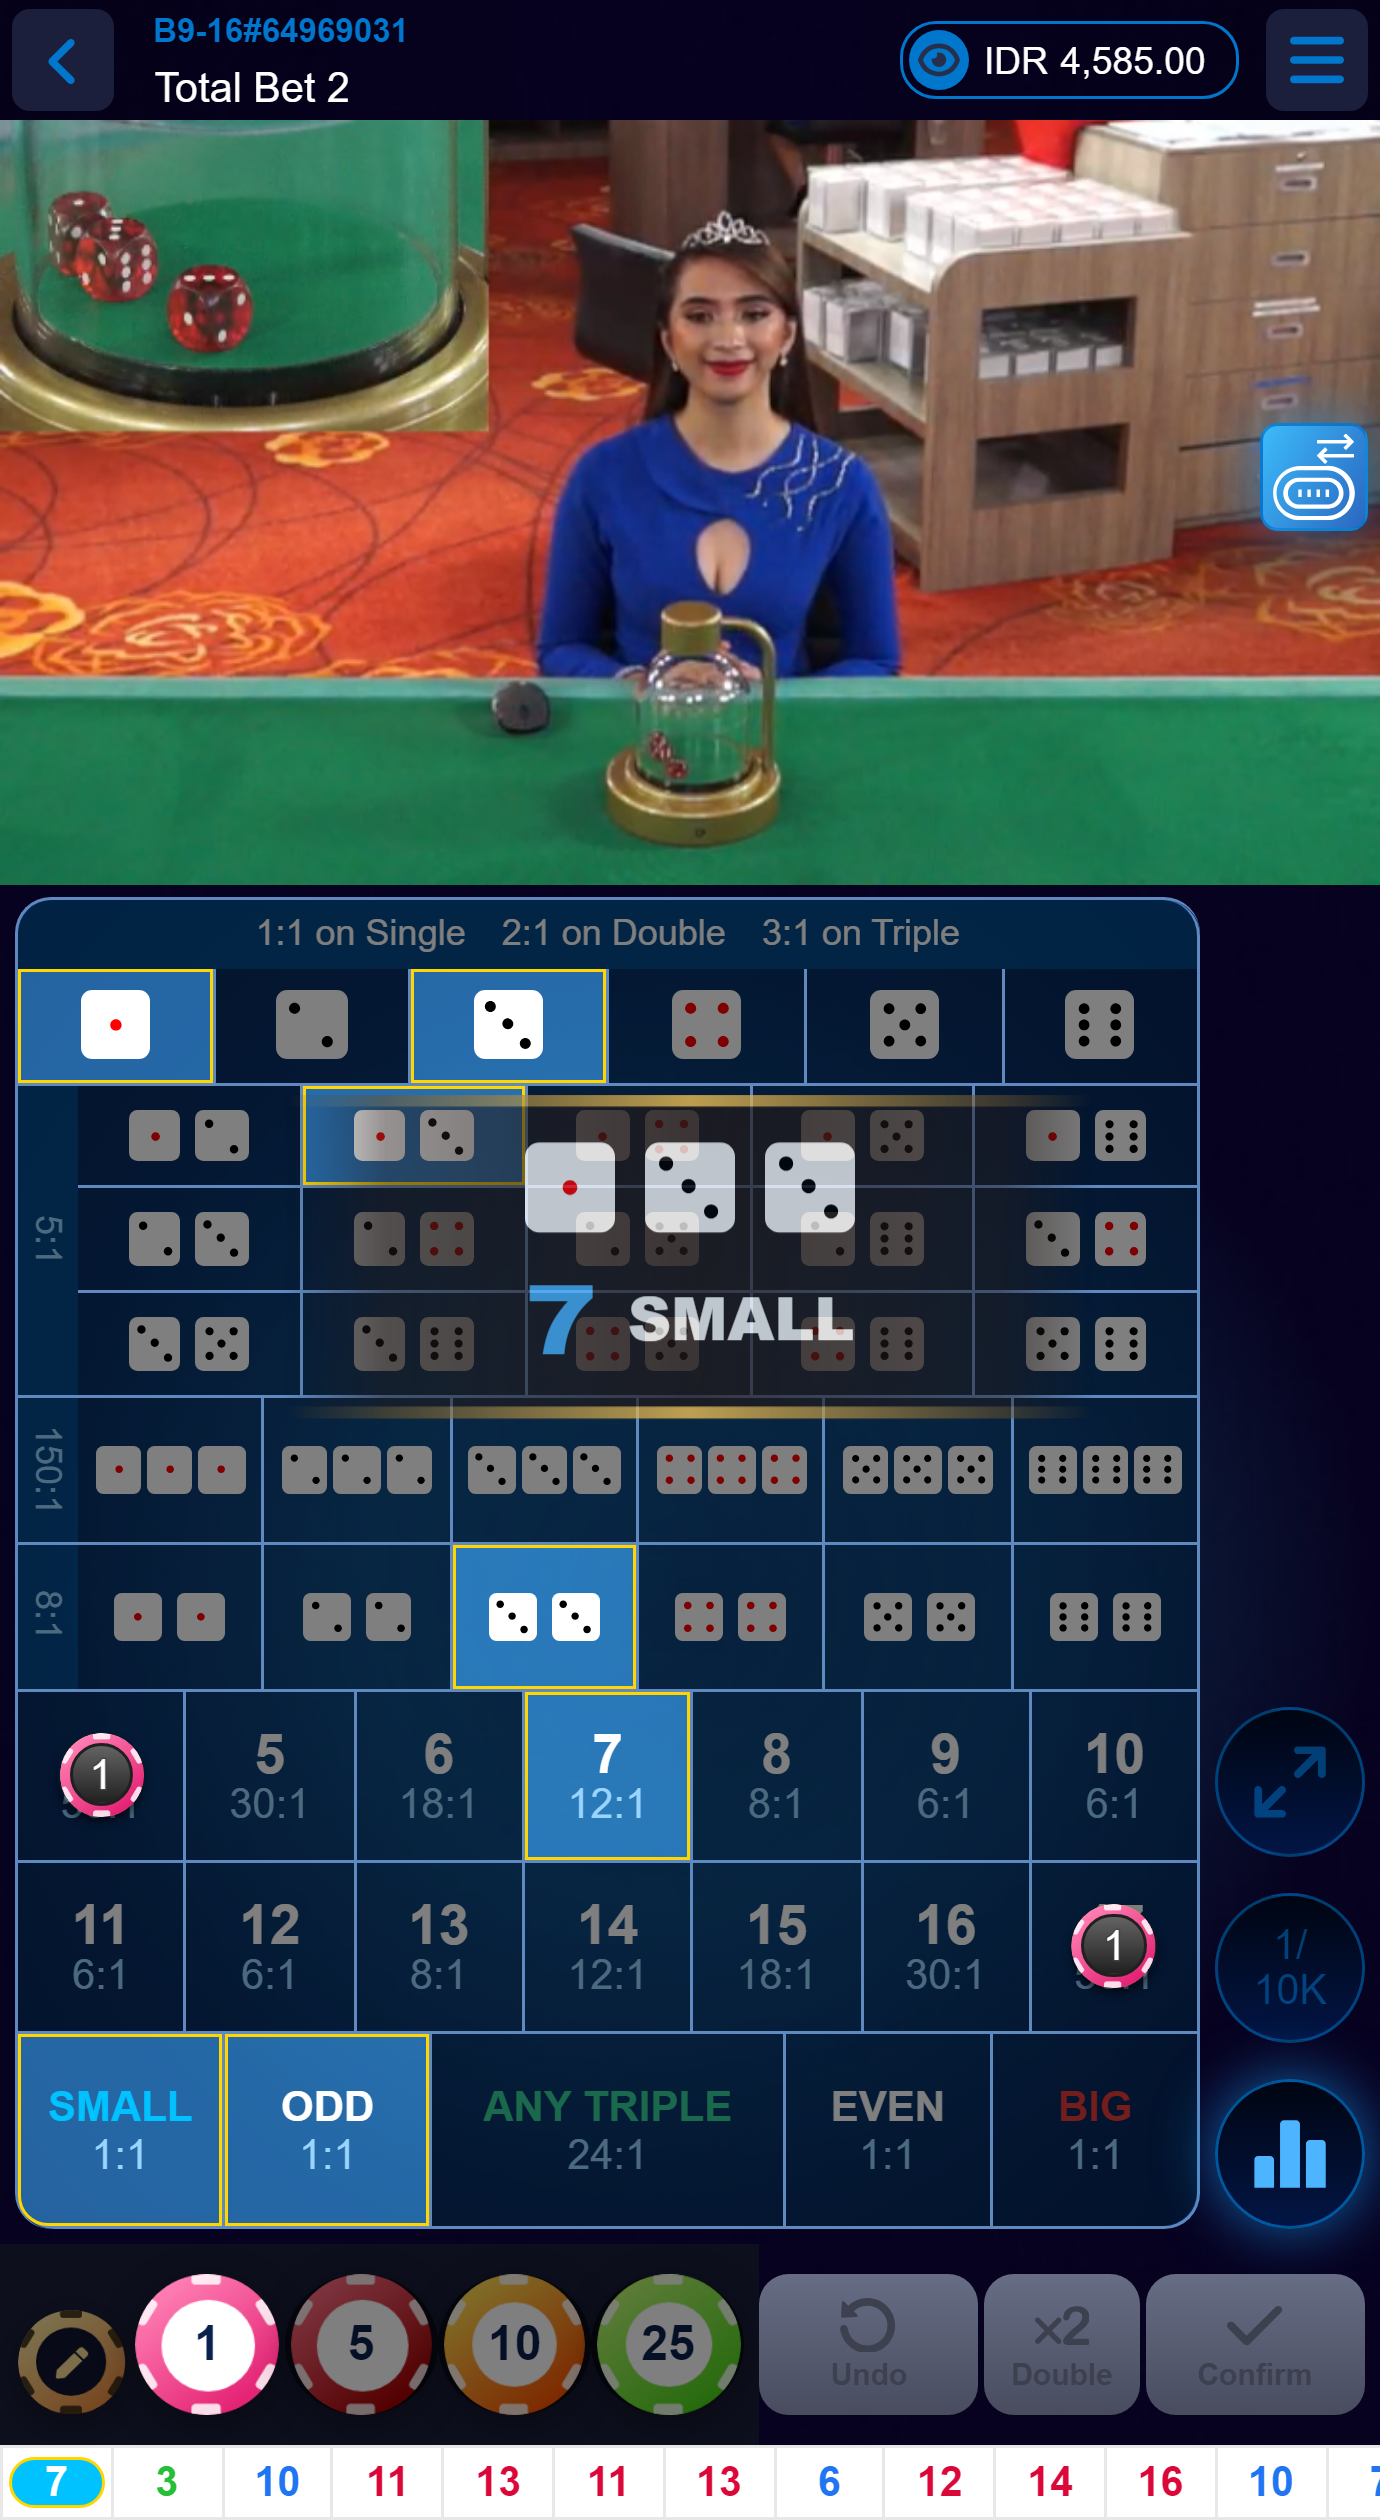 B9-16#64969031
Total Bet 2
IDR 4,585.00
1:1 on Single 2:1 on Double 3:1 on Triple
5:1
7 SMALL
150:1
8:1
1
5 6 7 8 9 10
30:1 18:1 12:1 8:1 6:1 6:1
11 12 13 14 15 16
1
6:1 6:1 8:1 12:1 18:1 30:1
1/
10K
SMALL ODD ANY TRIPLE EVEN BIG
1:1 1:1 24:1 1:1 1:1
1 5 10 25
x2
Undo Double Confirm
7 3 10 11 13 11 13 6 12 14 16 10